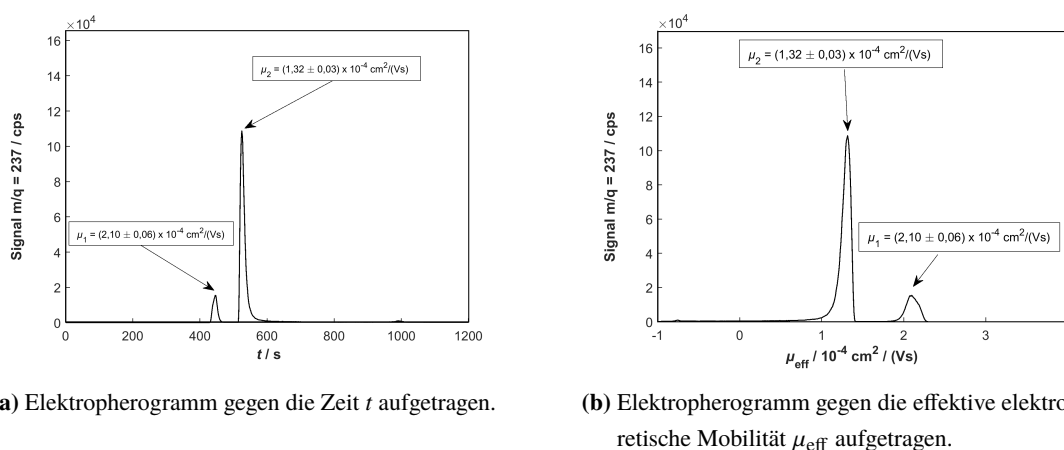 ×10⁴
16
14
12
10
8
6
4
2
0
Signal m/q = 237 / cps
μ₂ = (1,32 ± 0,03) x 10⁻⁴ cm²/(Vs)
μ₁ = (2,10 ± 0,06) x 10⁻⁴ cm²/(Vs)
0 200 400 600 800 1000 1200
t / s
a) Elektropherogramm gegen die Zeit t aufgetragen.
×10⁴
16
14
12
10
8
6
4
2
0
Signal m/q = 237 / cps
μ₂ = (1,32 ± 0,03) x 10⁻⁴ cm²/(Vs)
μ₁ = (2,10 ± 0,06) x 10⁻⁴ cm²/(Vs)
-1 0 1 2 3 4
μeff / 10⁻⁴ cm² / (Vs)
(b) Elektropherogramm gegen die effektive elektro
retische Mobilität μeff aufgetragen.